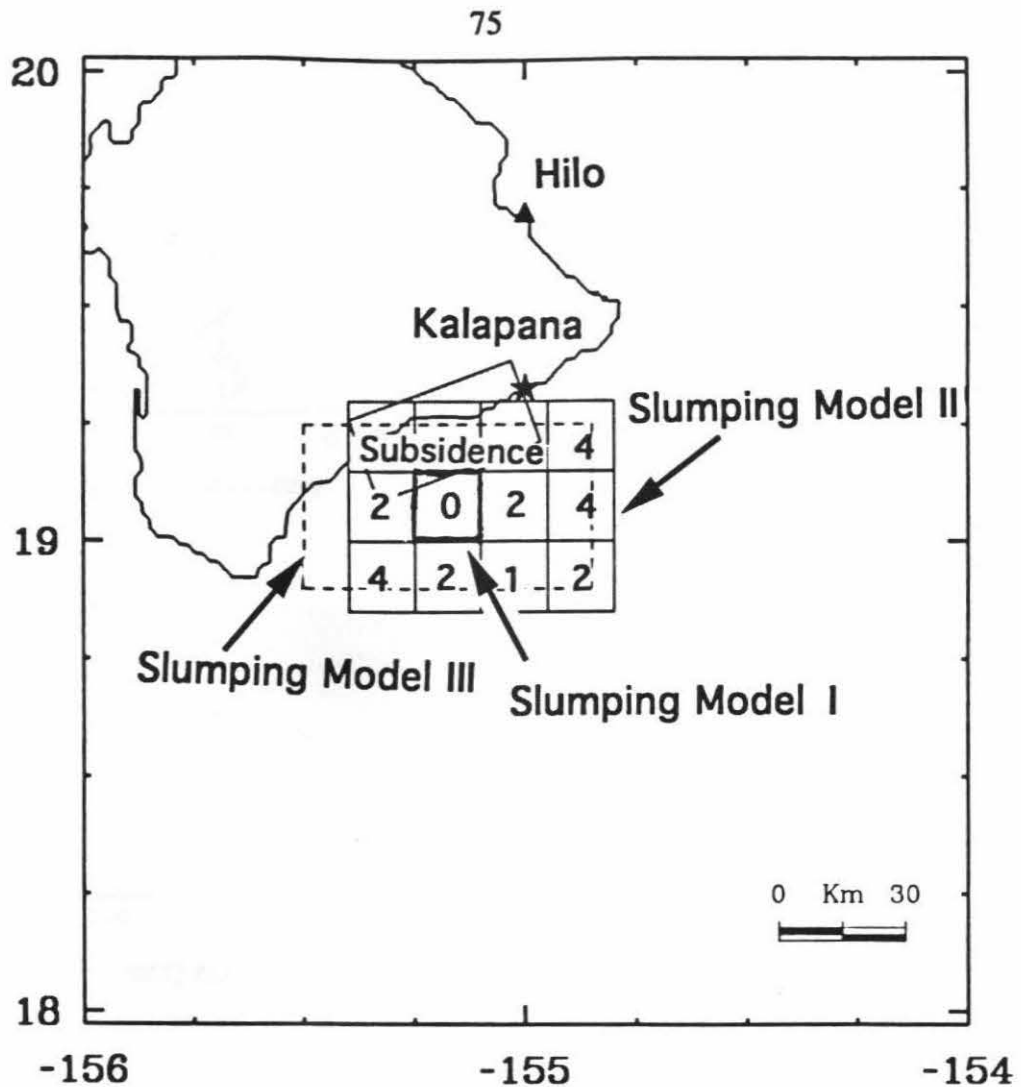 75
20
Hilo
Kalapana
Slumping Model II
4
Subsidence
2 0 2 4
19
4 2 1 2
Slumping Model III
Slumping Model I
0 Km 30
18
-156 -155 -154